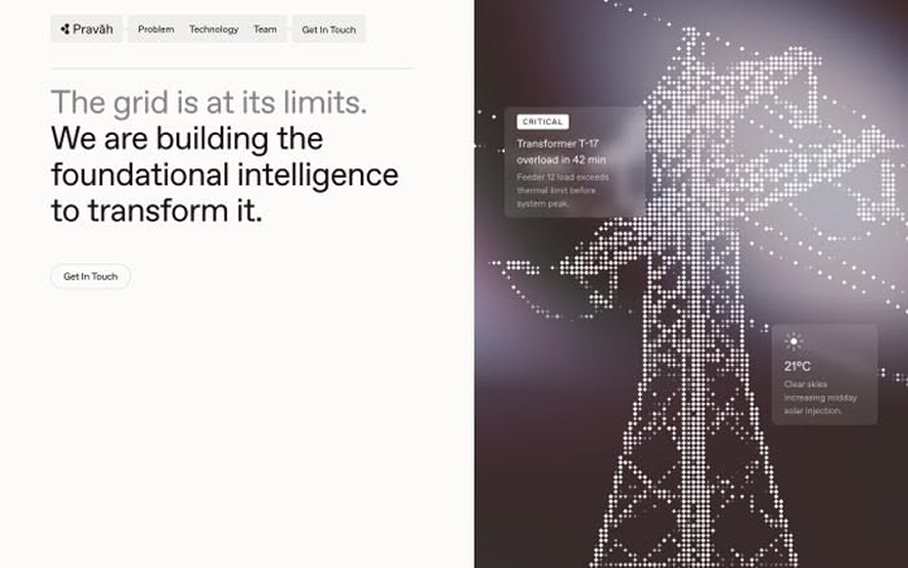 Pravāh
Problem
Technology
Team
Get In Touch
The grid is at its limits.
We are building the
foundational intelligence
to transform it.
Get In Touch
CRITICAL
Transformer T-17
overload in 42 min
Feeder 12 load exceeds
thermal limit before
system peak.
21°C
Clear skies
increasing midday
solar injection.